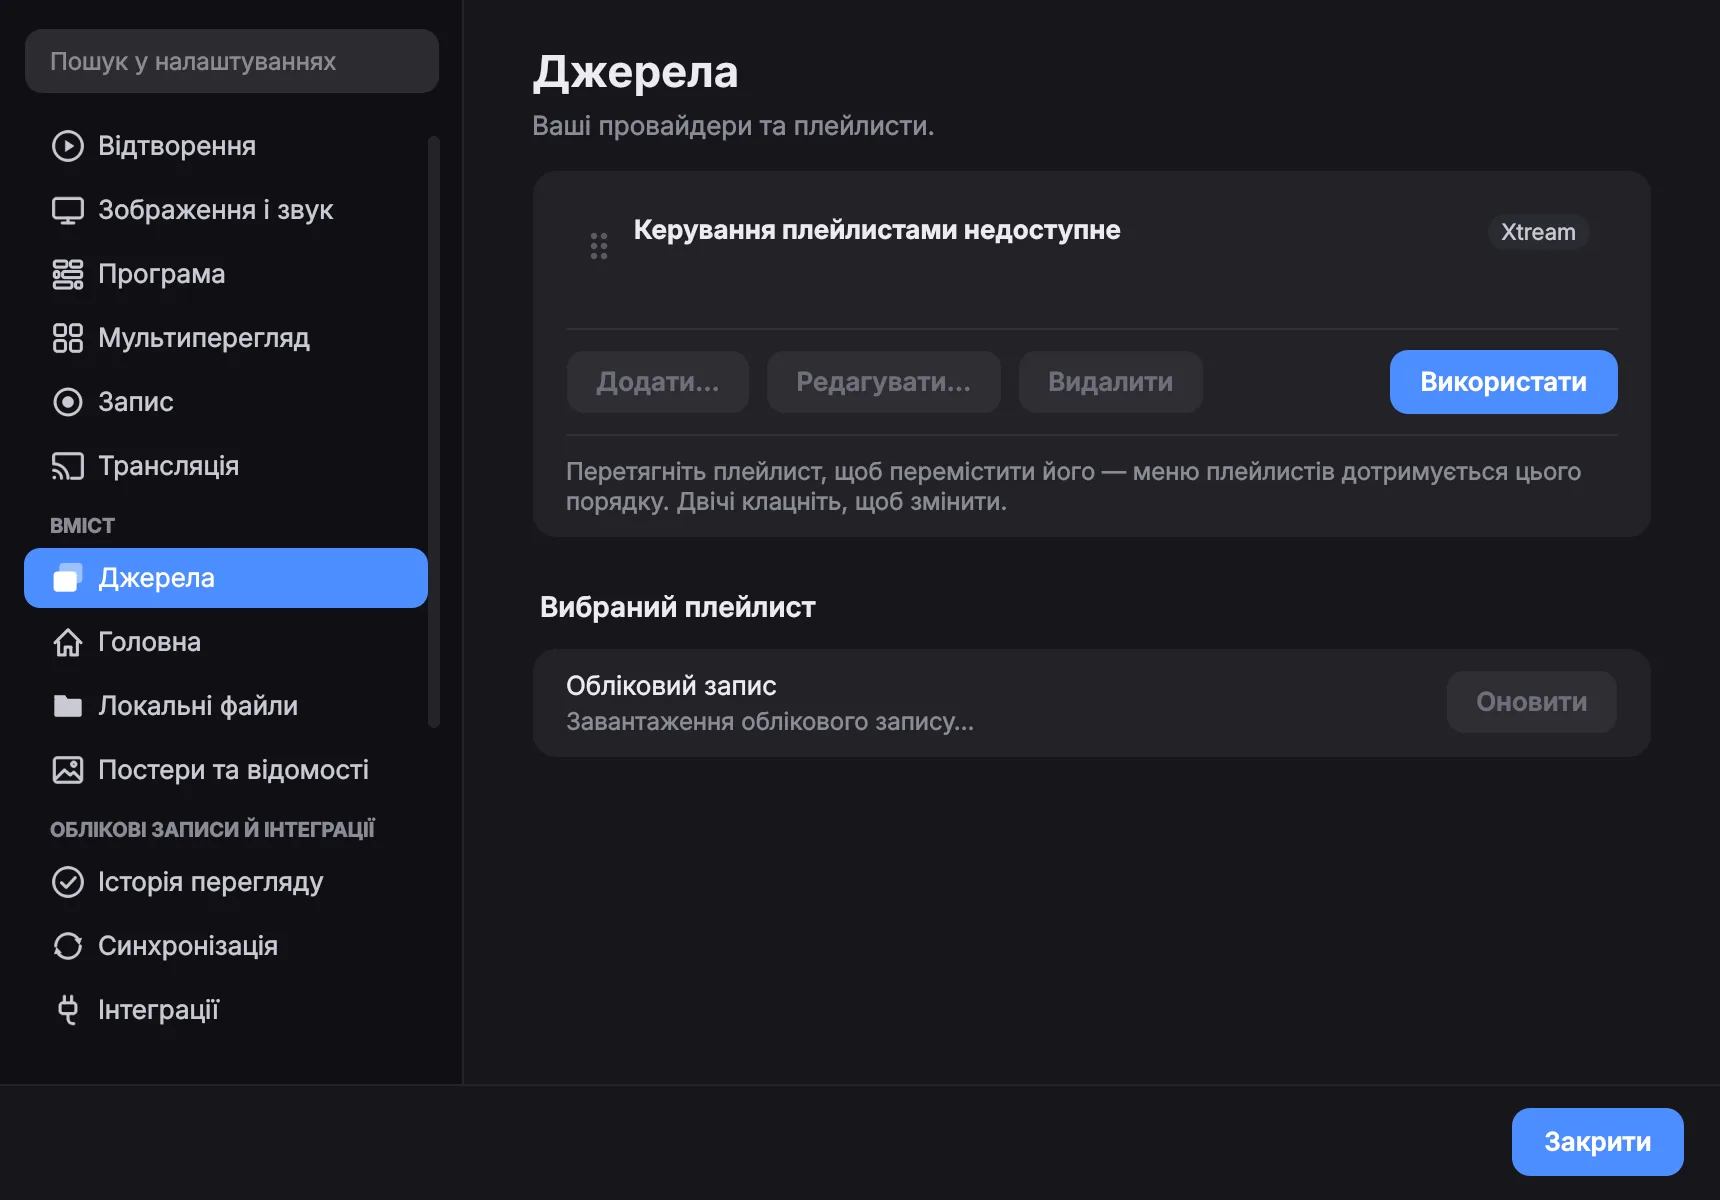 Пошук у налаштуваннях
Відтворення
Зображення і звук
Програма
Мультиперегляд
Запис
Трансляція
ВМІСТ
Джерела
Головна
Локальні файли
Постери та відомості
ОБЛІКОВІ ЗАПИСИ Й ІНТЕГРАЦІЇ
Історія перегляду
Синхронізація
Інтеграції
Джерела
Ваші провайдери та плейлисти.
Керування плейлистами недоступне
Xtream
Додати...
Редагувати...
Видалити
Використати
Перетягніть плейлист, щоб перемістити його — меню плейлистів дотримується цього
порядку. Двічі клацніть, щоб змінити.
Вибраний плейлист
Обліковий запис
Завантаження облікового запису...
Оновити
Закрити